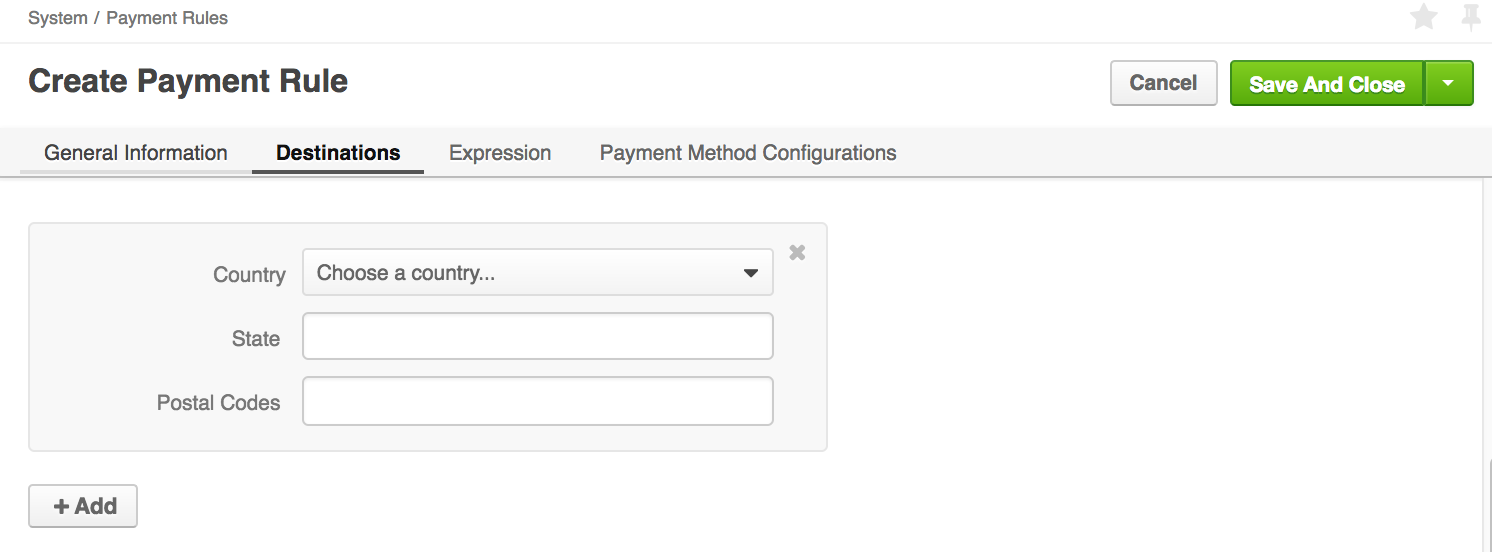 System / Payment Rules
Create Payment Rule
Cancel
Save And Close
General Information
Destinations
Expression
Payment Method Configurations
Country
Choose a country...
State
Postal Codes
+ Add